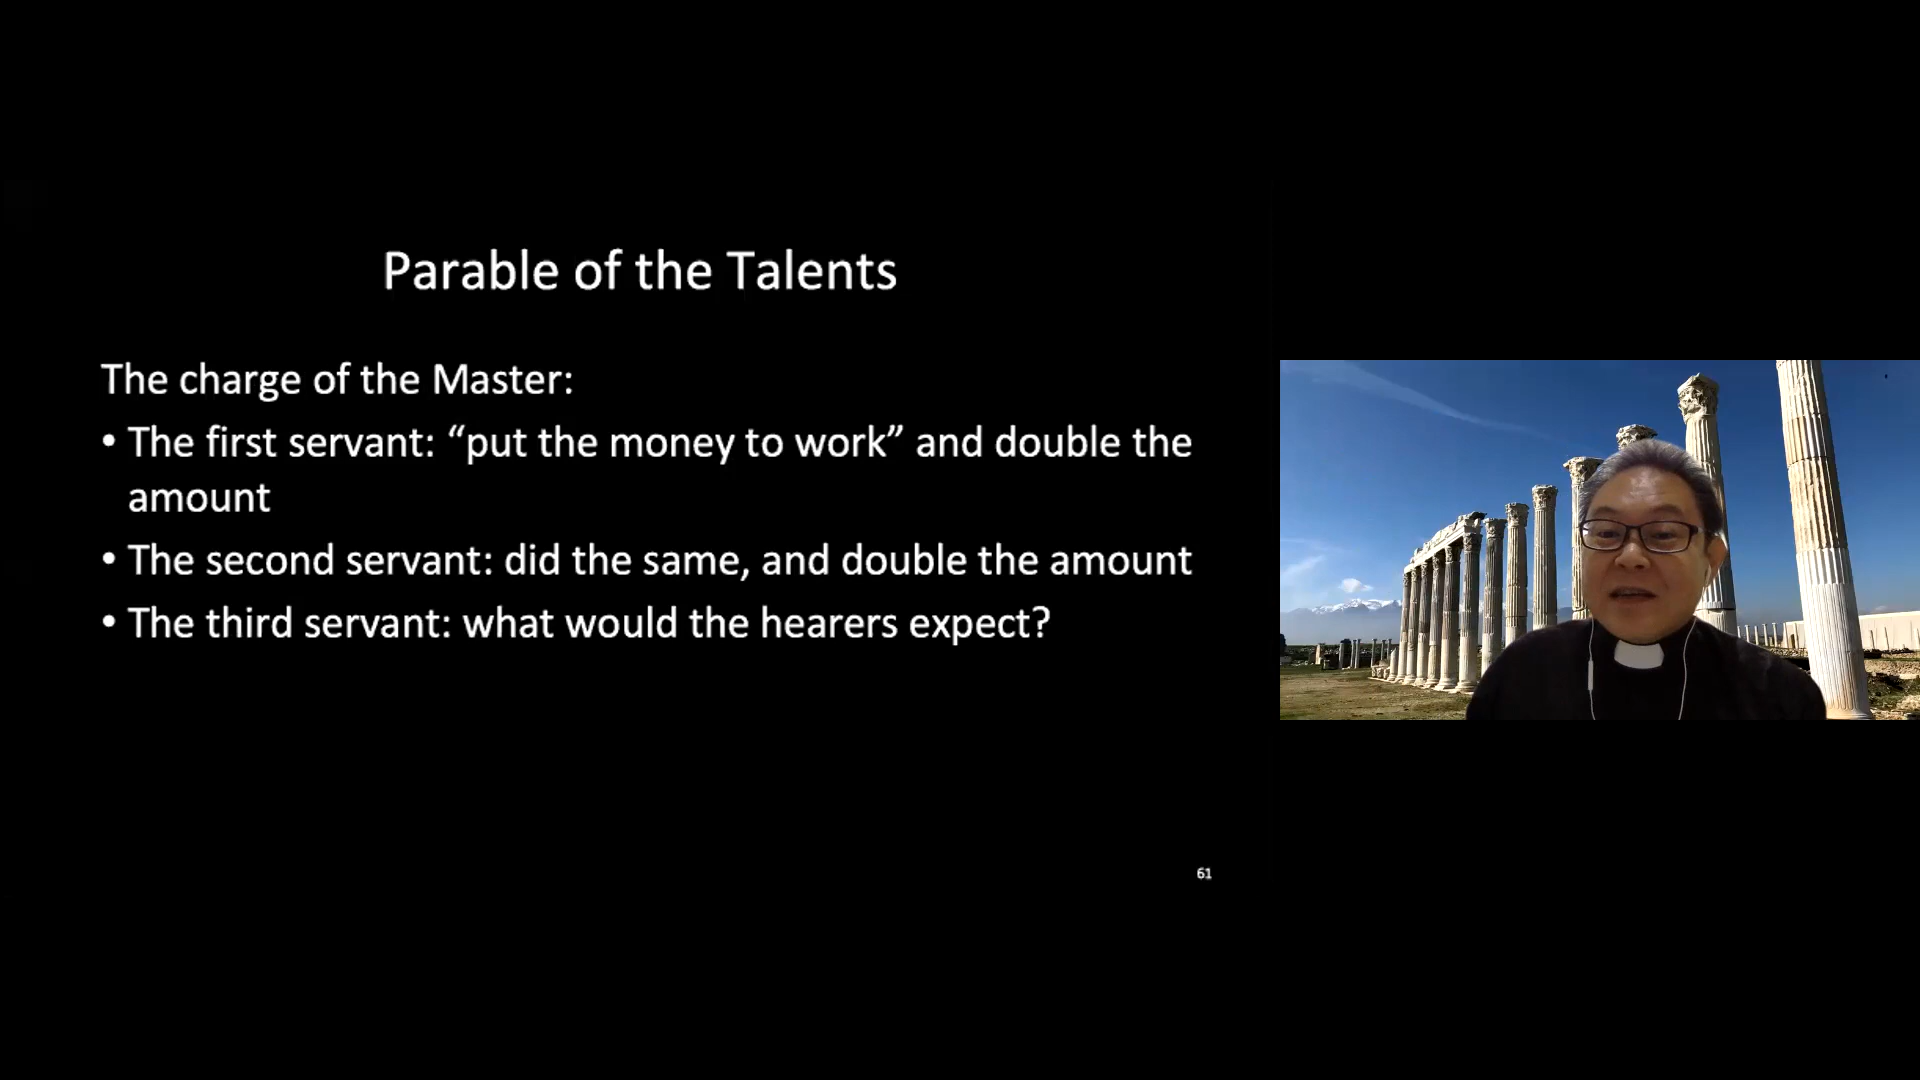 Parable of the Talents
The charge of the Master:
• The first servant: “put the money to work” and double the
amount
• The second servant: did the same, and double the amount
• The third servant: what would the hearers expect?
61